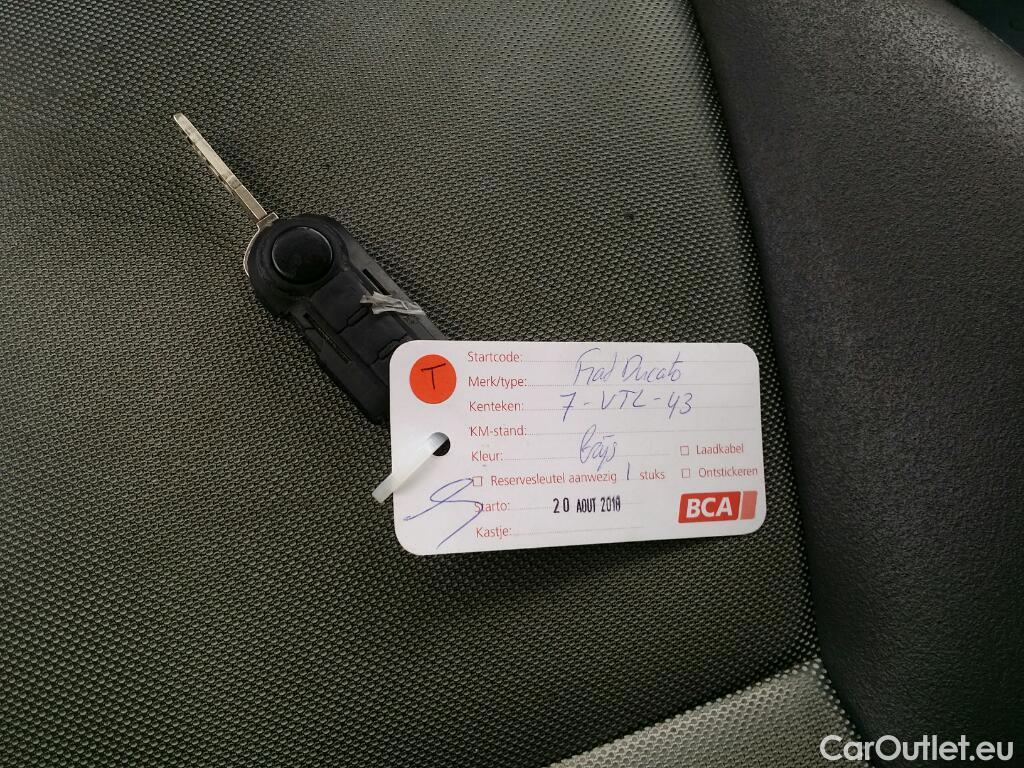 T
Startcode:
Merk/type: Fiat Ducato
Kenteken: 7-VTL-43
KM-stand:
Kleur: Grijs
Laadkabel
Reservesleutel aanwezig 1 stuks
Ontstickeren
Starto: 20 AOUT 2018
BCA
Kastje:
CarOutlet.eu